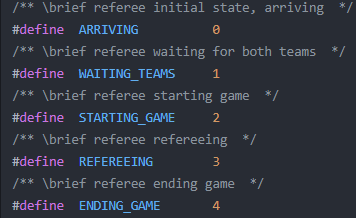 /** \brief referee initial state, arriving  */
#define  ARRIVING          0
/** \brief referee waiting for both teams  */
#define  WAITING_TEAMS     1
/** \brief referee starting game  */
#define  STARTING_GAME     2
/** \brief referee refereeing  */
#define  REFEREEING        3
/** \brief referee ending game  */
#define  ENDING_GAME       4